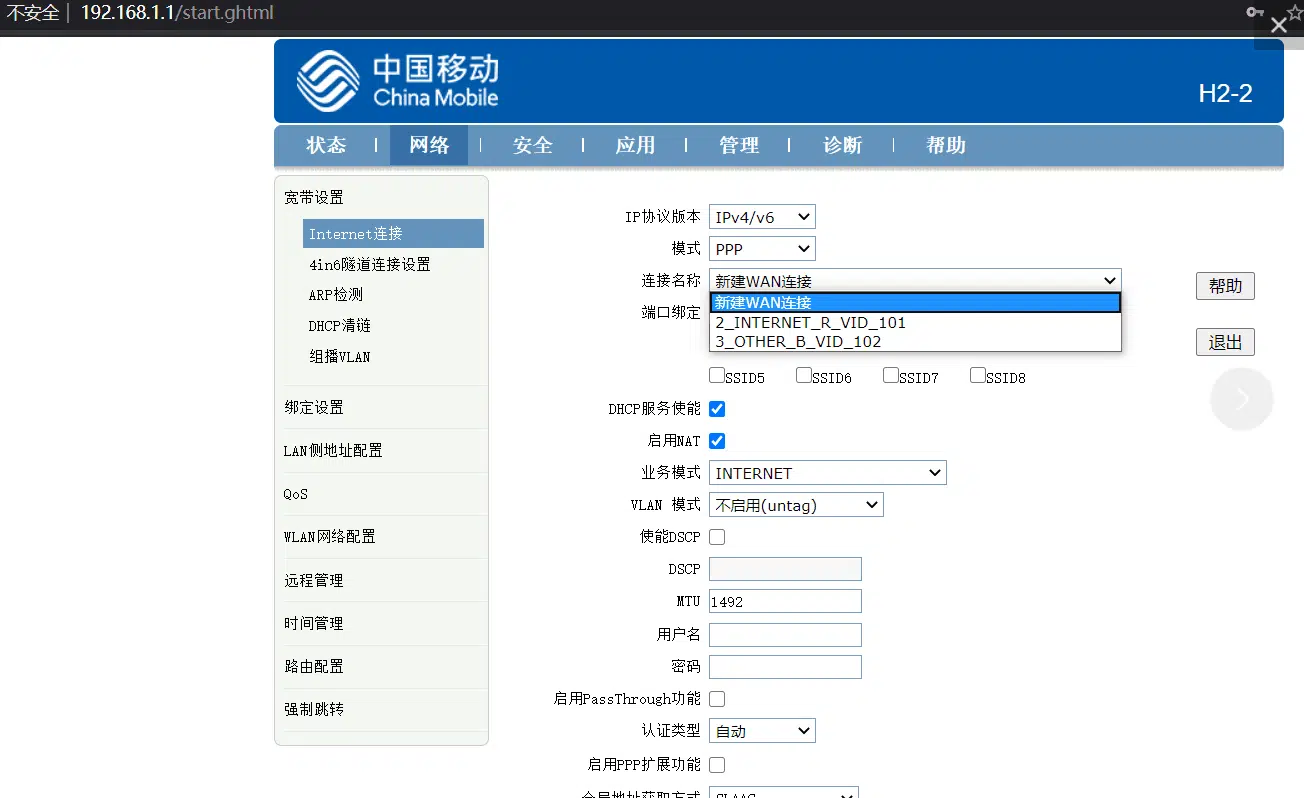 不安全 | 192.168.1.1/start.ghtml
中国移动
China Mobile
H2-2
状态 | 网络 | 安全 | 应用 | 管理 | 诊断 | 帮助
宽带设置
Internet连接
4in6隧道连接设置
ARP检测
DHCP清链
组播VLAN
绑定设置
LAN侧地址配置
QoS
WLAN网络配置
远程管理
时间管理
路由配置
强制跳转
IP协议版本 IPv4/v6
模式 PPP
连接名称 新建WAN连接
新建WAN连接
端口绑定
2_INTERNET_R_VID_101
3_OTHER_B_VID_102
SSID5 SSID6 SSID7 SSID8
DHCP服务使能
启用NAT
业务模式 INTERNET
VLAN 模式 不启用(untag)
使能DSCP
DSCP
MTU 1492
用户名
密码
启用PassThrough功能
认证类型 自动
启用PPP扩展功能
全局地址获取方式 SLAAC
帮助
退出